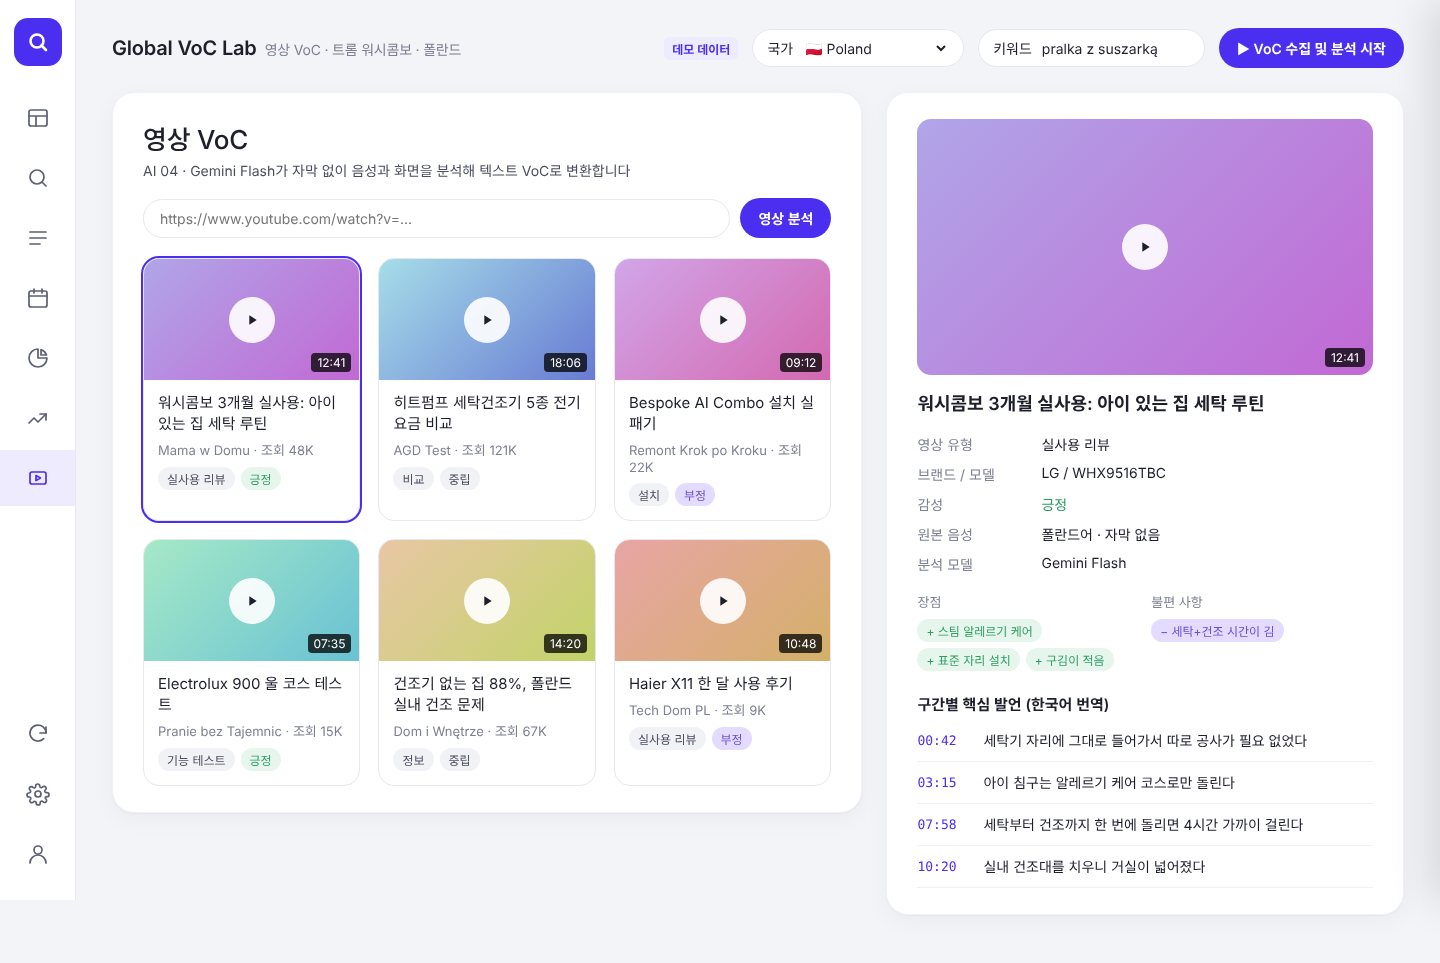 Global VoC Lab 영상 VoC · 트롬 워시콤보 · 폴란드
데모 데이터
국가 🇵🇱 Poland
키워드 pralka z suszarką
▶ VoC 수집 및 분석 시작
영상 VoC
AI 04 · Gemini Flash가 자막 없이 음성과 화면을 분석해 텍스트 VoC로 변환합니다
https://www.youtube.com/watch?v=...
영상 분석
12:41
워시콤보 3개월 실사용: 아이
있는 집 세탁 루틴
Mama w Domu · 조회 48K
실사용 리뷰 긍정
18:06
히트펌프 세탁건조기 5종 전기
요금 비교
AGD Test · 조회 121K
비교 중립
09:12
Bespoke AI Combo 설치 실
패기
Remont Krok po Kroku · 조회
22K
설치 부정
07:35
Electrolux 900 울 코스 테스
트
Pranie bez Tajemnic · 조회 15K
기능 테스트 긍정
14:20
건조기 없는 집 88%, 폴란드
실내 건조 문제
Dom i Wnętrze · 조회 67K
정보 중립
10:48
Haier X11 한 달 사용 후기
Tech Dom PL · 조회 9K
실사용 리뷰 부정
12:41
워시콤보 3개월 실사용: 아이 있는 집 세탁 루틴
영상 유형 실사용 리뷰
브랜드 / 모델 LG / WHX9516TBC
감성 긍정
원본 음성 폴란드어 · 자막 없음
분석 모델 Gemini Flash
장점
+ 스팀 알레르기 케어
+ 표준 자리 설치 + 구김이 적음
불편 사항
− 세탁+건조 시간이 김
구간별 핵심 발언 (한국어 번역)
00:42 세탁기 자리에 그대로 들어가서 따로 공사가 필요 없었다
03:15 아이 침구는 알레르기 케어 코스로만 돌린다
07:58 세탁부터 건조까지 한 번에 돌리면 4시간 가까이 걸린다
10:20 실내 건조대를 치우니 거실이 넓어졌다